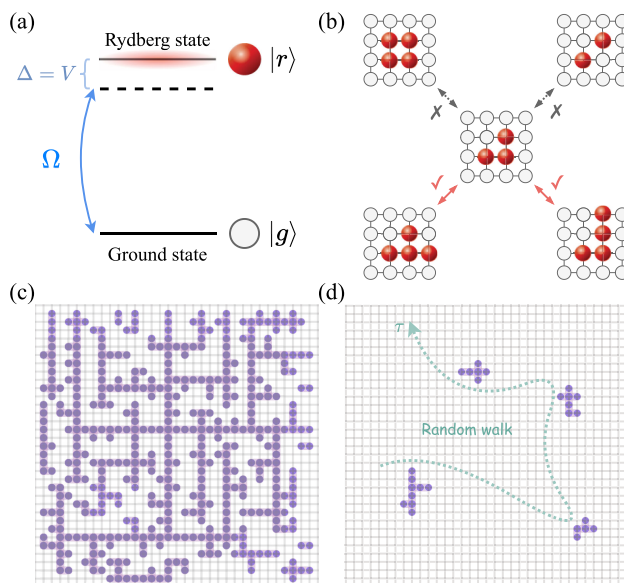 (a)
Rydberg state
|r⟩
Δ = V
Ω
|g⟩
Ground state
(b)
✗
✗
✓
✓
(c)
(d)
τ
Random walk